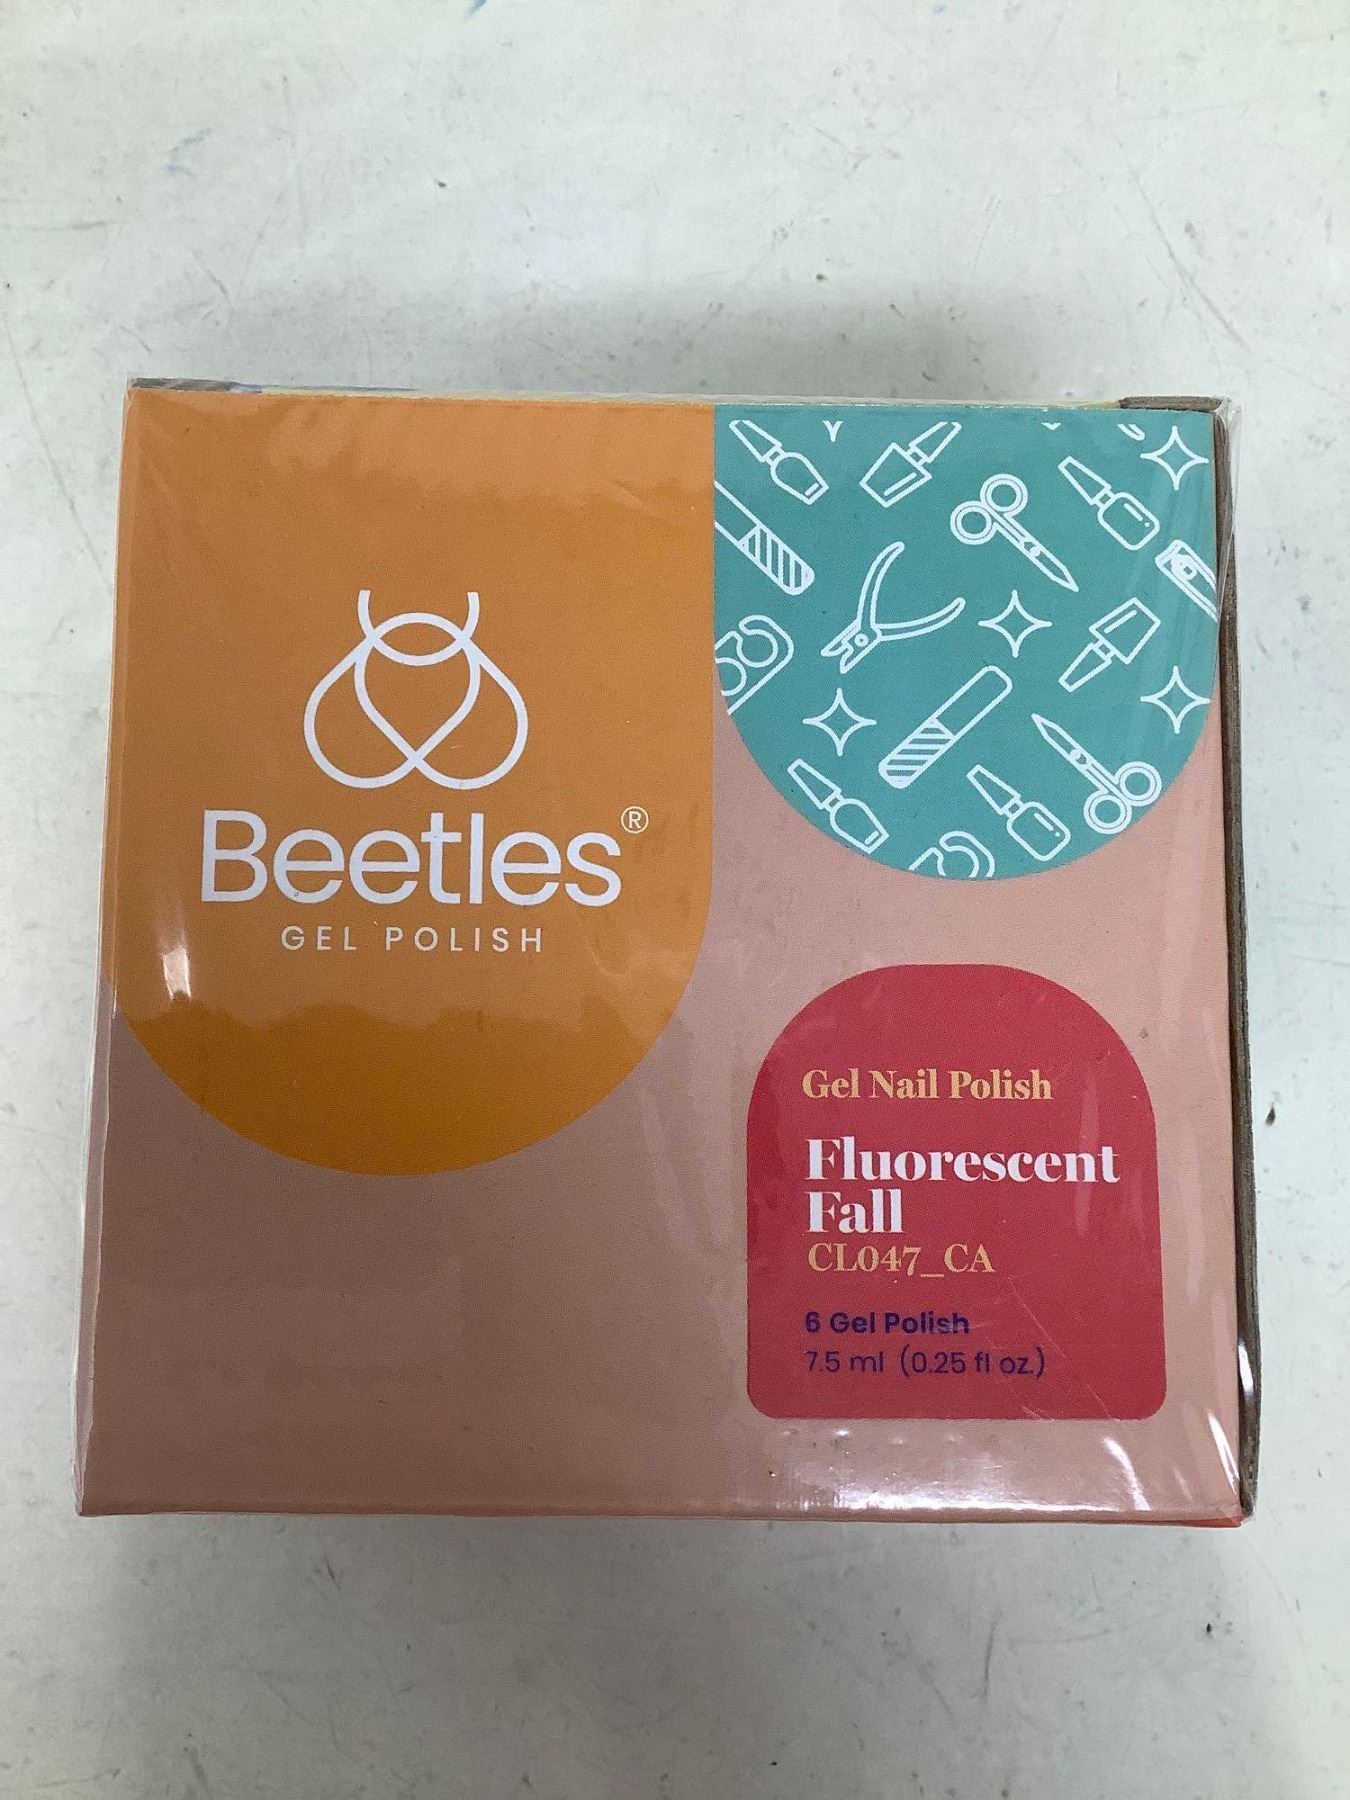 Beetles®
GEL POLISH
Gel Nail Polish
Fluorescent
Fall
CL047_CA
6 Gel Polish
7.5 ml (0.25 fl oz.)